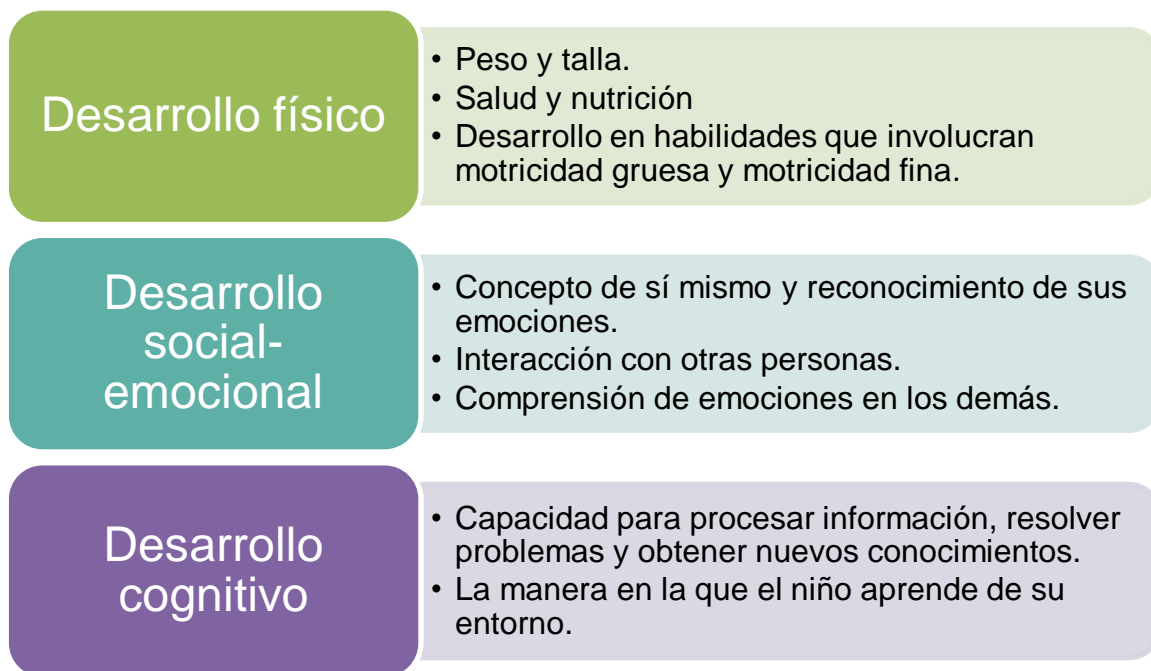 Desarrollo físico
• Peso y talla.
• Salud y nutrición
• Desarrollo en habilidades que involucran
motricidad gruesa y motricidad fina.
Desarrollo
social-
emocional
• Concepto de sí mismo y reconocimiento de sus
emociones.
• Interacción con otras personas.
• Comprensión de emociones en los demás.
Desarrollo
cognitivo
• Capacidad para procesar información, resolver
problemas y obtener nuevos conocimientos.
• La manera en la que el niño aprende de su
entorno.